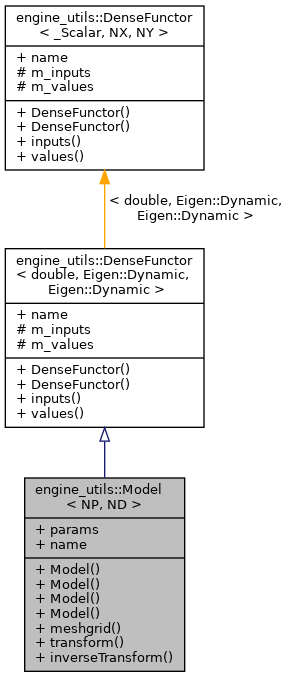 engine_utils::DenseFunctor
< _Scalar, NX, NY >
+ name
# m_inputs
# m_values
+ DenseFunctor()
+ DenseFunctor()
+ inputs()
+ values()
< double, Eigen::Dynamic,
Eigen::Dynamic >
engine_utils::DenseFunctor
< double, Eigen::Dynamic,
Eigen::Dynamic >
+ name
# m_inputs
# m_values
+ DenseFunctor()
+ DenseFunctor()
+ inputs()
+ values()
engine_utils::Model
< NP, ND >
+ params
+ name
+ Model()
+ Model()
+ Model()
+ Model()
+ meshgrid()
+ transform()
+ inverseTransform()